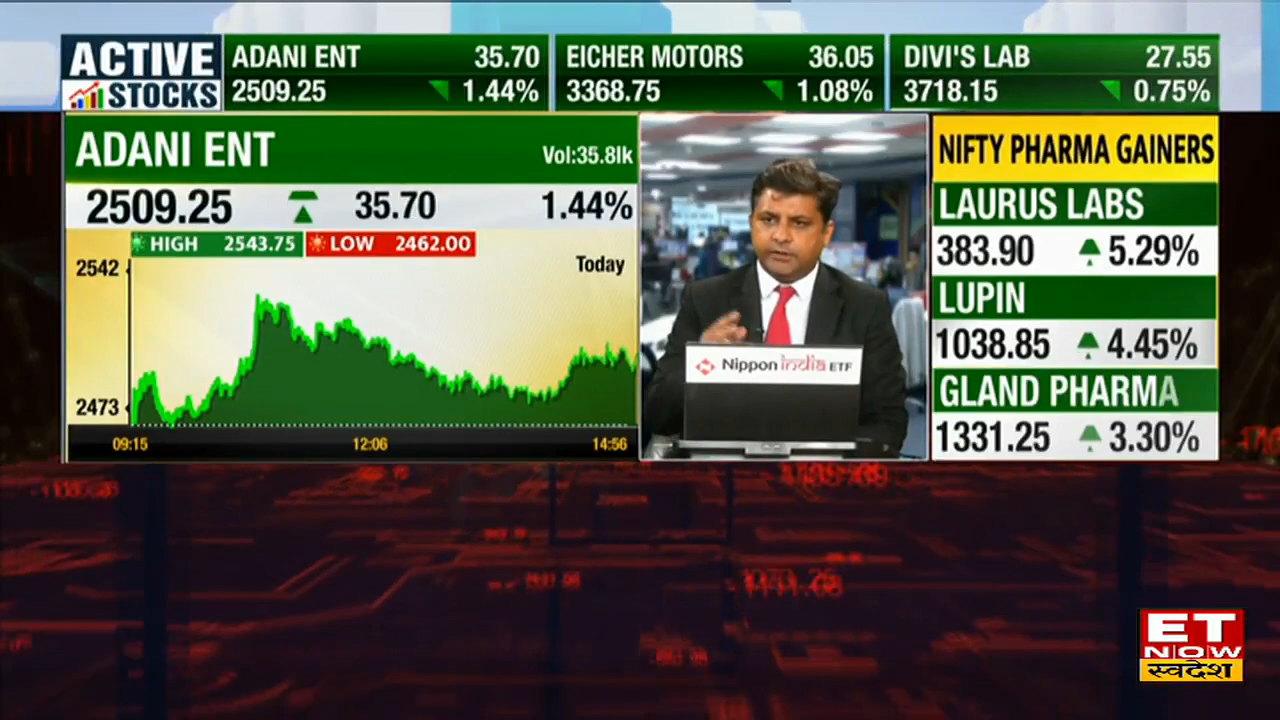 ACTIVE
STOCKS
ADANI ENT 35.70
2509.25 1.44%
EICHER MOTORS 36.05
3368.75 1.08%
DIVI'S LAB 27.55
3718.15 0.75%
ADANI ENT Vol:35.8lk
2509.25 35.70 1.44%
HIGH 2543.75 LOW 2462.00
Today
2542
2473
09:15 12:06 14:56
Nippon india ETF
NIFTY PHARMA GAINERS
LAURUS LABS
383.90 5.29%
LUPIN
1038.85 4.45%
GLAND PHARMA
1331.25 3.30%
ET
NOW
स्वदेश